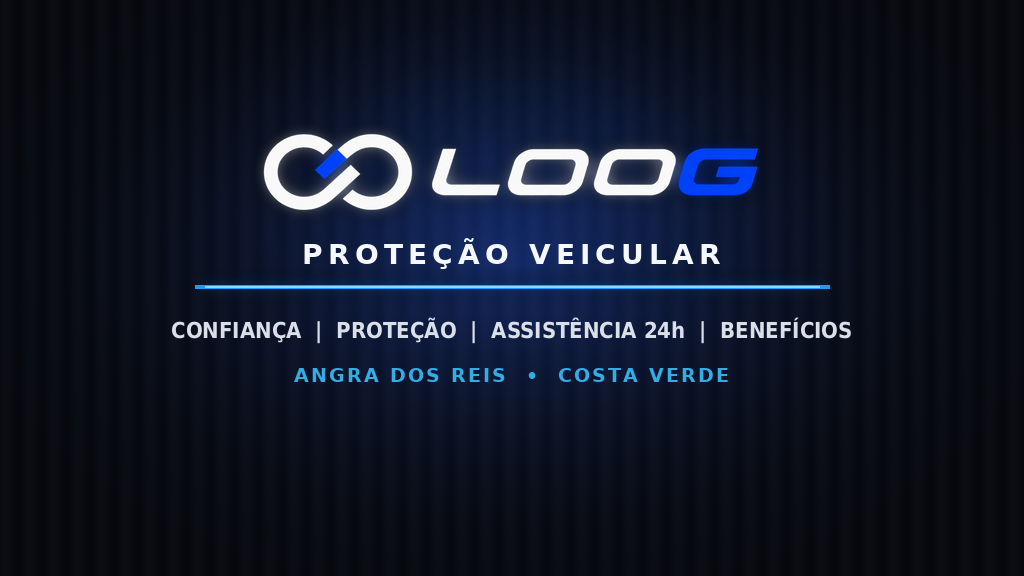 LOOG
PROTEÇÃO VEICULAR
CONFIANÇA | PROTEÇÃO | ASSISTÊNCIA 24h | BENEFÍCIOS
ANGRA DOS REIS • COSTA VERDE